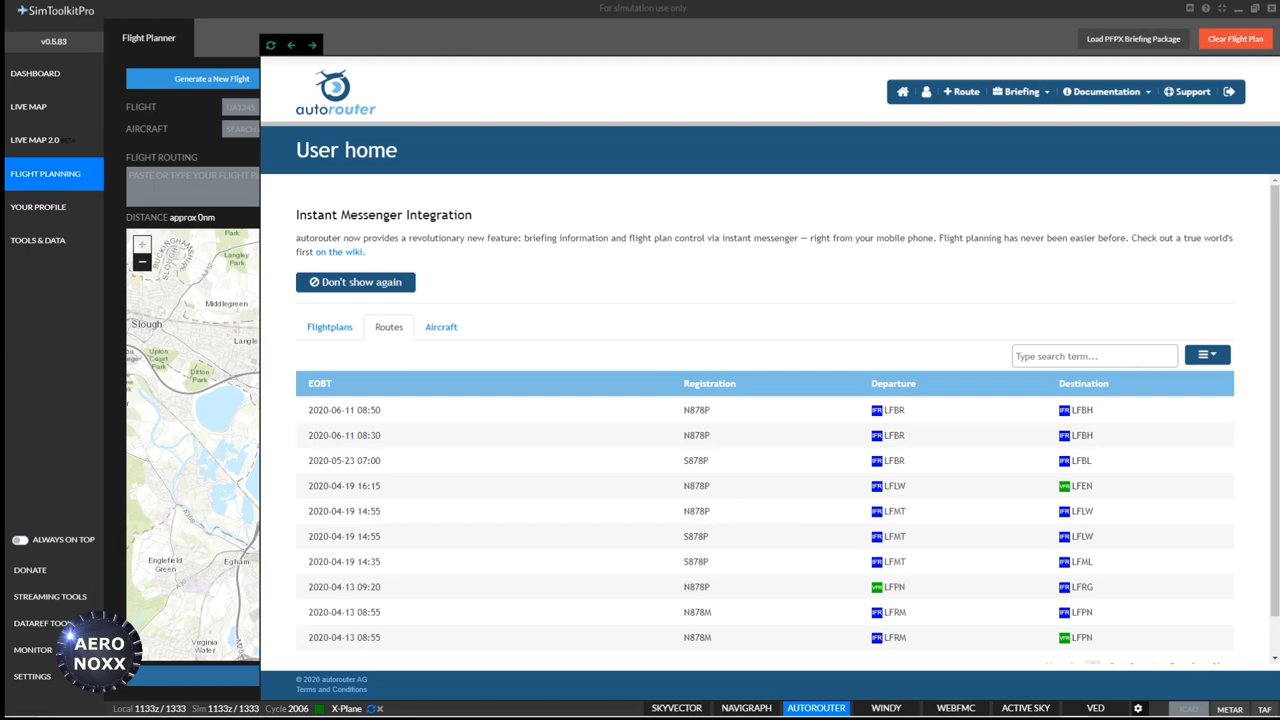 SimToolkitPro
For simulation use only
v0.5.83
Flight Planner
Load PFPX Briefing Package
Clear Flight Plan
DASHBOARD
LIVE MAP
LIVE MAP 2.0 BETA
FLIGHT PLANNING
YOUR PROFILE
TOOLS & DATA
Generate a New Flight
FLIGHT
AIRCRAFT
SEARCH
FLIGHT ROUTING
PASTE OR TYPE YOUR FLIGHT P
DISTANCE approx 0nm
autorouter
Route
Briefing
Documentation
Support
User home
Instant Messenger Integration
autorouter now provides a revolutionary new feature: briefing information and flight plan control via instant messenger — right from your mobile phone. Flight planning has never been easier before. Check out a true world's
first on the wiki.
Don't show again
Flightplans Routes Aircraft
Type search term...
EOBT Registration Departure Destination
2020-06-11 08:50 N878P IFR LFBR IFR LFBH
2020-06-11 08:30 N878P IFR LFBR IFR LFBH
2020-05-23 07:00 S878P IFR LFBR IFR LFBL
2020-04-19 16:15 N878P IFR LFLW VFR LFEN
2020-04-19 14:55 N878P IFR LFMT IFR LFLW
2020-04-19 14:55 S878P IFR LFMT IFR LFLW
2020-04-19 14:35 S878P IFR LFMT IFR LFML
2020-04-13 09:20 N878P VFR LFPN IFR LFRG
2020-04-13 08:55 N878M IFR LFRM IFR LFPN
2020-04-13 08:55 N878M IFR LFRM VFR LFPN
© 2020 autorouter AG
Terms and Conditions
Park
Langley
Park
Middlegreen
Slough
Langle
Upton
Court
Ditton
Park
Englefield
Green
Egham
Virginia
Water
ALWAYS ON TOP
DONATE
STREAMING TOOLS
DATAREF TOO
MONITOR
SETTINGS
AERO
NOXX
Local 1133z / 1333 Sim 1133z / 1333 Cycle 2006 X-Plane
SKYVECTOR NAVIGRAPH AUTOROUTER WINDY WEBFMC ACTIVE SKY VED ICAO METAR TAF